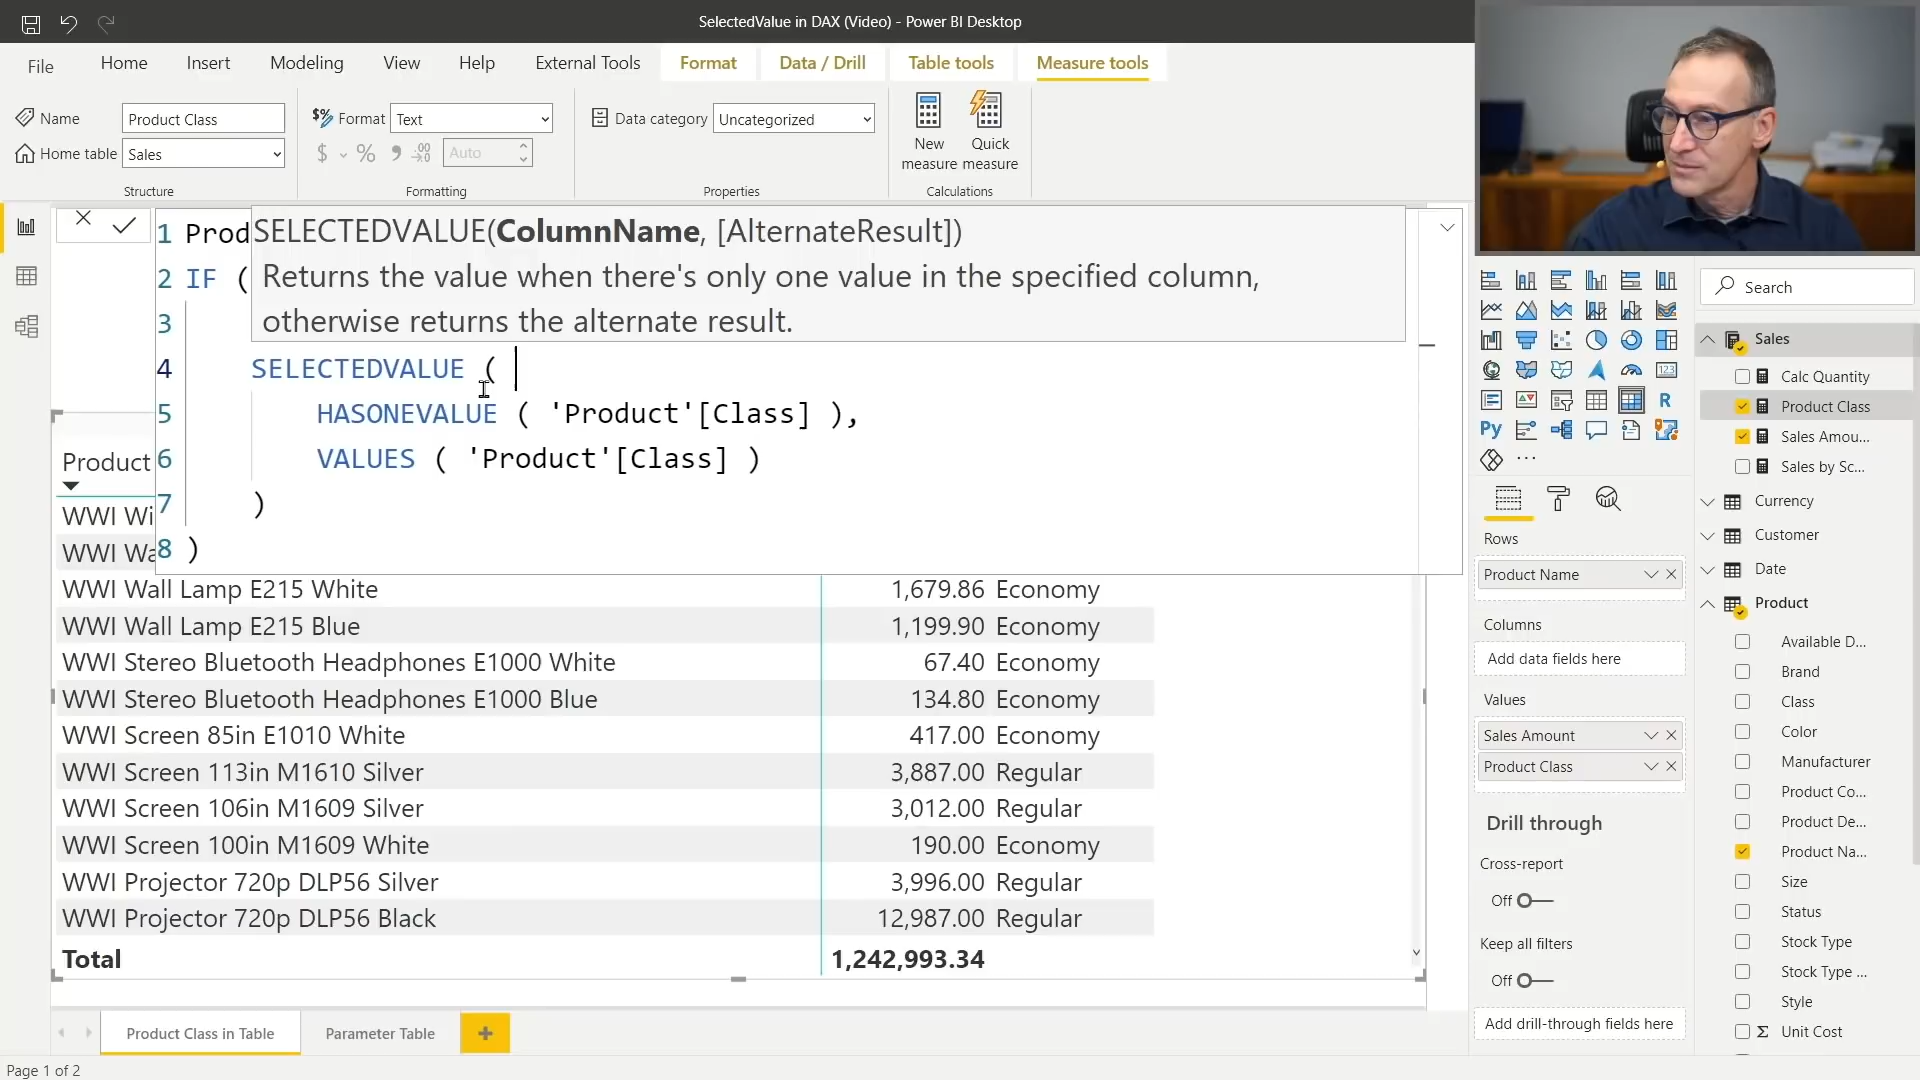 SelectedValue in DAX (Video) - Power BI Desktop
File Home Insert Modeling View Help External Tools Format Data / Drill Table tools Measure tools
Name Product Class
Home table Sales
Structure
$% Format Text
$ % Auto
Formatting
Data category Uncategorized
Properties
New measure
Quick measure
Calculations
1 Prod
SELECTEDVALUE(ColumnName, [AlternateResult])
Returns the value when there's only one value in the specified column,
otherwise returns the alternate result.
2 IF (
3
4 SELECTEDVALUE (
5 HASONEVALUE ( 'Product'[Class] ),
6 VALUES ( 'Product'[Class] )
7 )
8 )
Product
WWI Wi
WWI Wa
WWI Wall Lamp E215 White 1,679.86 Economy
WWI Wall Lamp E215 Blue 1,199.90 Economy
WWI Stereo Bluetooth Headphones E1000 White 67.40 Economy
WWI Stereo Bluetooth Headphones E1000 Blue 134.80 Economy
WWI Screen 85in E1010 White 417.00 Economy
WWI Screen 113in M1610 Silver 3,887.00 Regular
WWI Screen 106in M1609 Silver 3,012.00 Regular
WWI Screen 100in M1609 White 190.00 Economy
WWI Projector 720p DLP56 Silver 3,996.00 Regular
WWI Projector 720p DLP56 Black 12,987.00 Regular
Total 1,242,993.34
Product Class in Table Parameter Table +
Page 1 of 2
123
R
Py
...
Rows
Product Name
Columns
Add data fields here
Values
Sales Amount
Product Class
Drill through
Cross-report
Off
Keep all filters
Off
Add drill-through fields here
Search
Sales
Calc Quantity
Product Class
Sales Amou...
Sales by Sc...
Currency
Customer
Date
Product
Available D...
Brand
Class
Color
Manufacturer
Product Co...
Product De...
Product Na...
Size
Status
Stock Type
Stock Type ...
Style
Σ Unit Cost